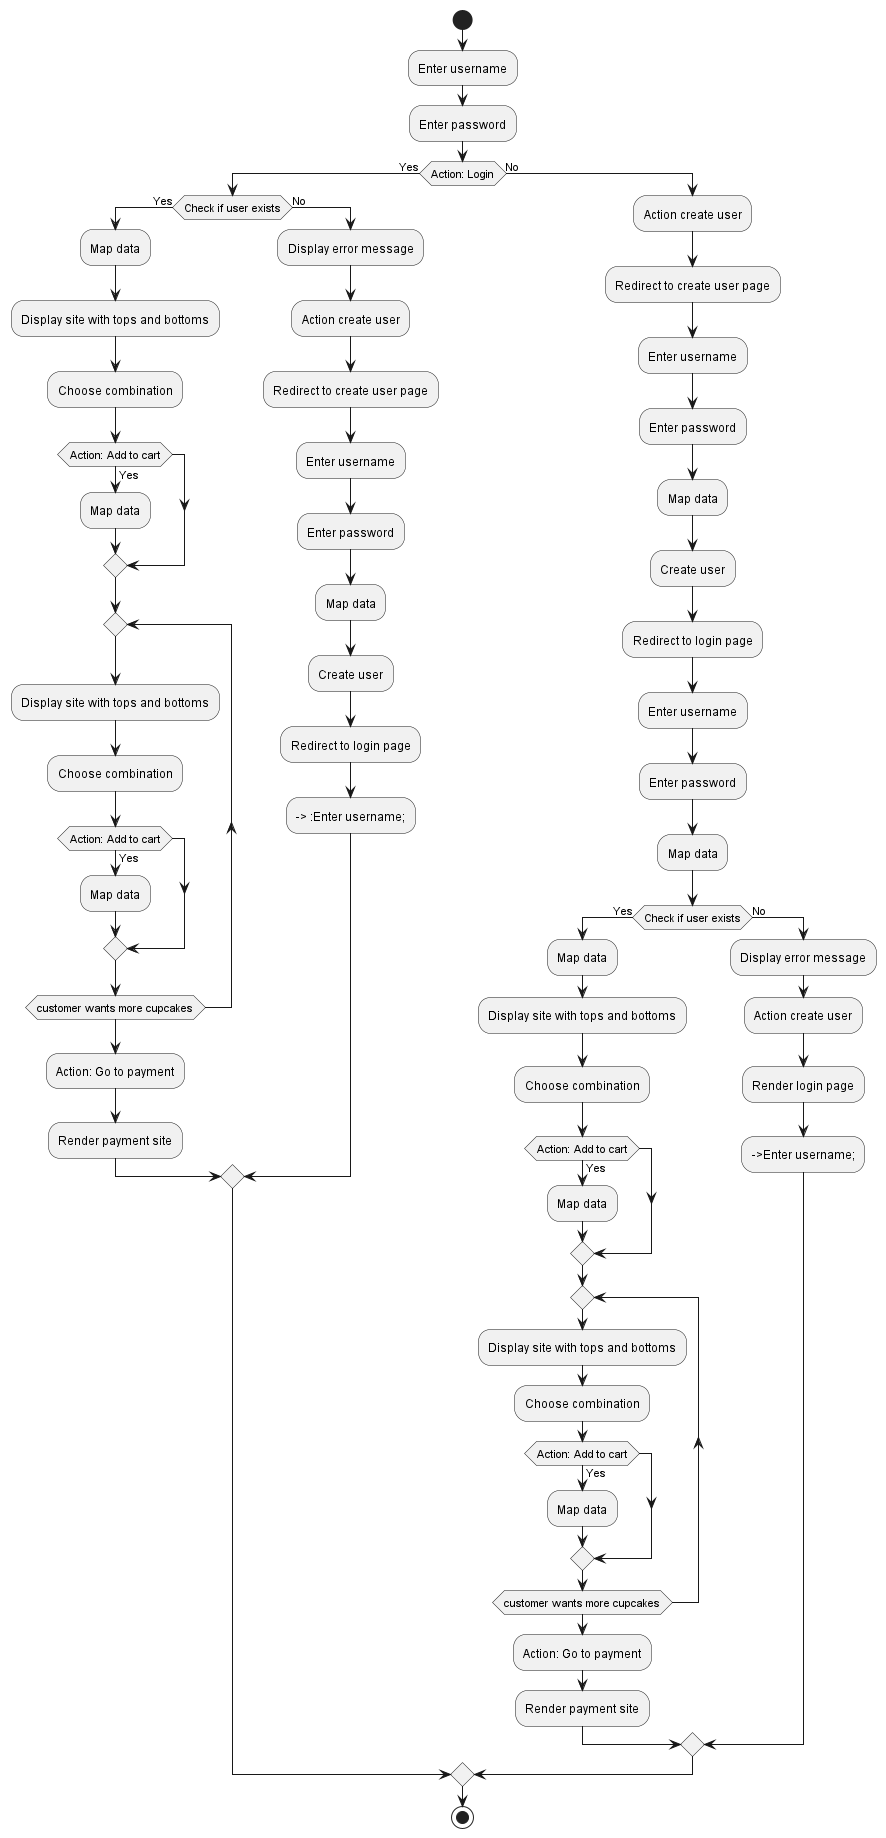 Enter username
Enter password
Yes
Action: Login
No
Yes
Check if user exists
No
Map data
Display site with tops and bottoms
Choose combination
Action: Add to cart
Yes
Map data
Display site with tops and bottoms
Choose combination
Action: Add to cart
Yes
Map data
customer wants more cupcakes
Action: Go to payment
Render payment site
Display error message
Action create user
Redirect to create user page
Enter username
Enter password
Map data
Create user
Redirect to login page
-> :Enter username;
Action create user
Redirect to create user page
Enter username
Enter password
Map data
Create user
Redirect to login page
Enter username
Enter password
Map data
Yes
Check if user exists
No
Map data
Display site with tops and bottoms
Choose combination
Action: Add to cart
Yes
Map data
Display site with tops and bottoms
Choose combination
Action: Add to cart
Yes
Map data
customer wants more cupcakes
Action: Go to payment
Render payment site
Display error message
Action create user
Render login page
->Enter username;